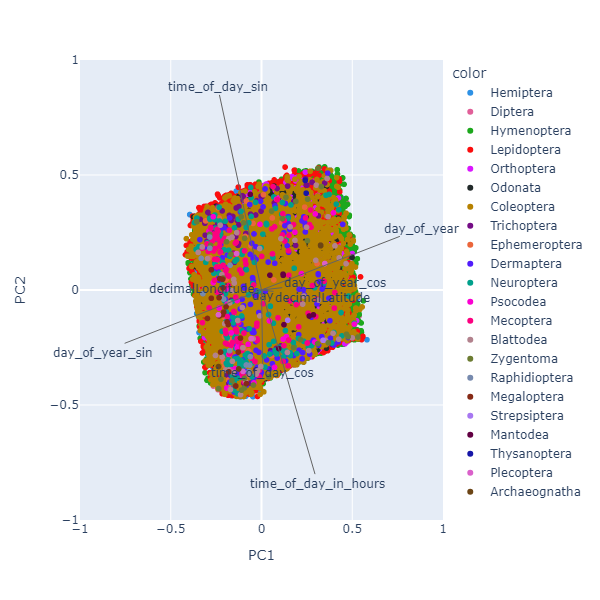 color
Hemiptera
Diptera
Hymenoptera
Lepidoptera
Orthoptera
Odonata
Coleoptera
Trichoptera
Ephemeroptera
Dermaptera
Neuroptera
Psocodea
Mecoptera
Blattodea
Zygentoma
Raphidioptera
Megaloptera
Strepsiptera
Mantodea
Thysanoptera
Plecoptera
Archaeognatha
1
0.5
0
−0.5
−1
PC2
time_of_day_sin
day_of_year
day_of_year_cos
decimalLongitude
day
decimalLatitude
day_of_year_sin
time_of_day_cos
time_of_day_in_hours
−1
−0.5
0
0.5
1
PC1